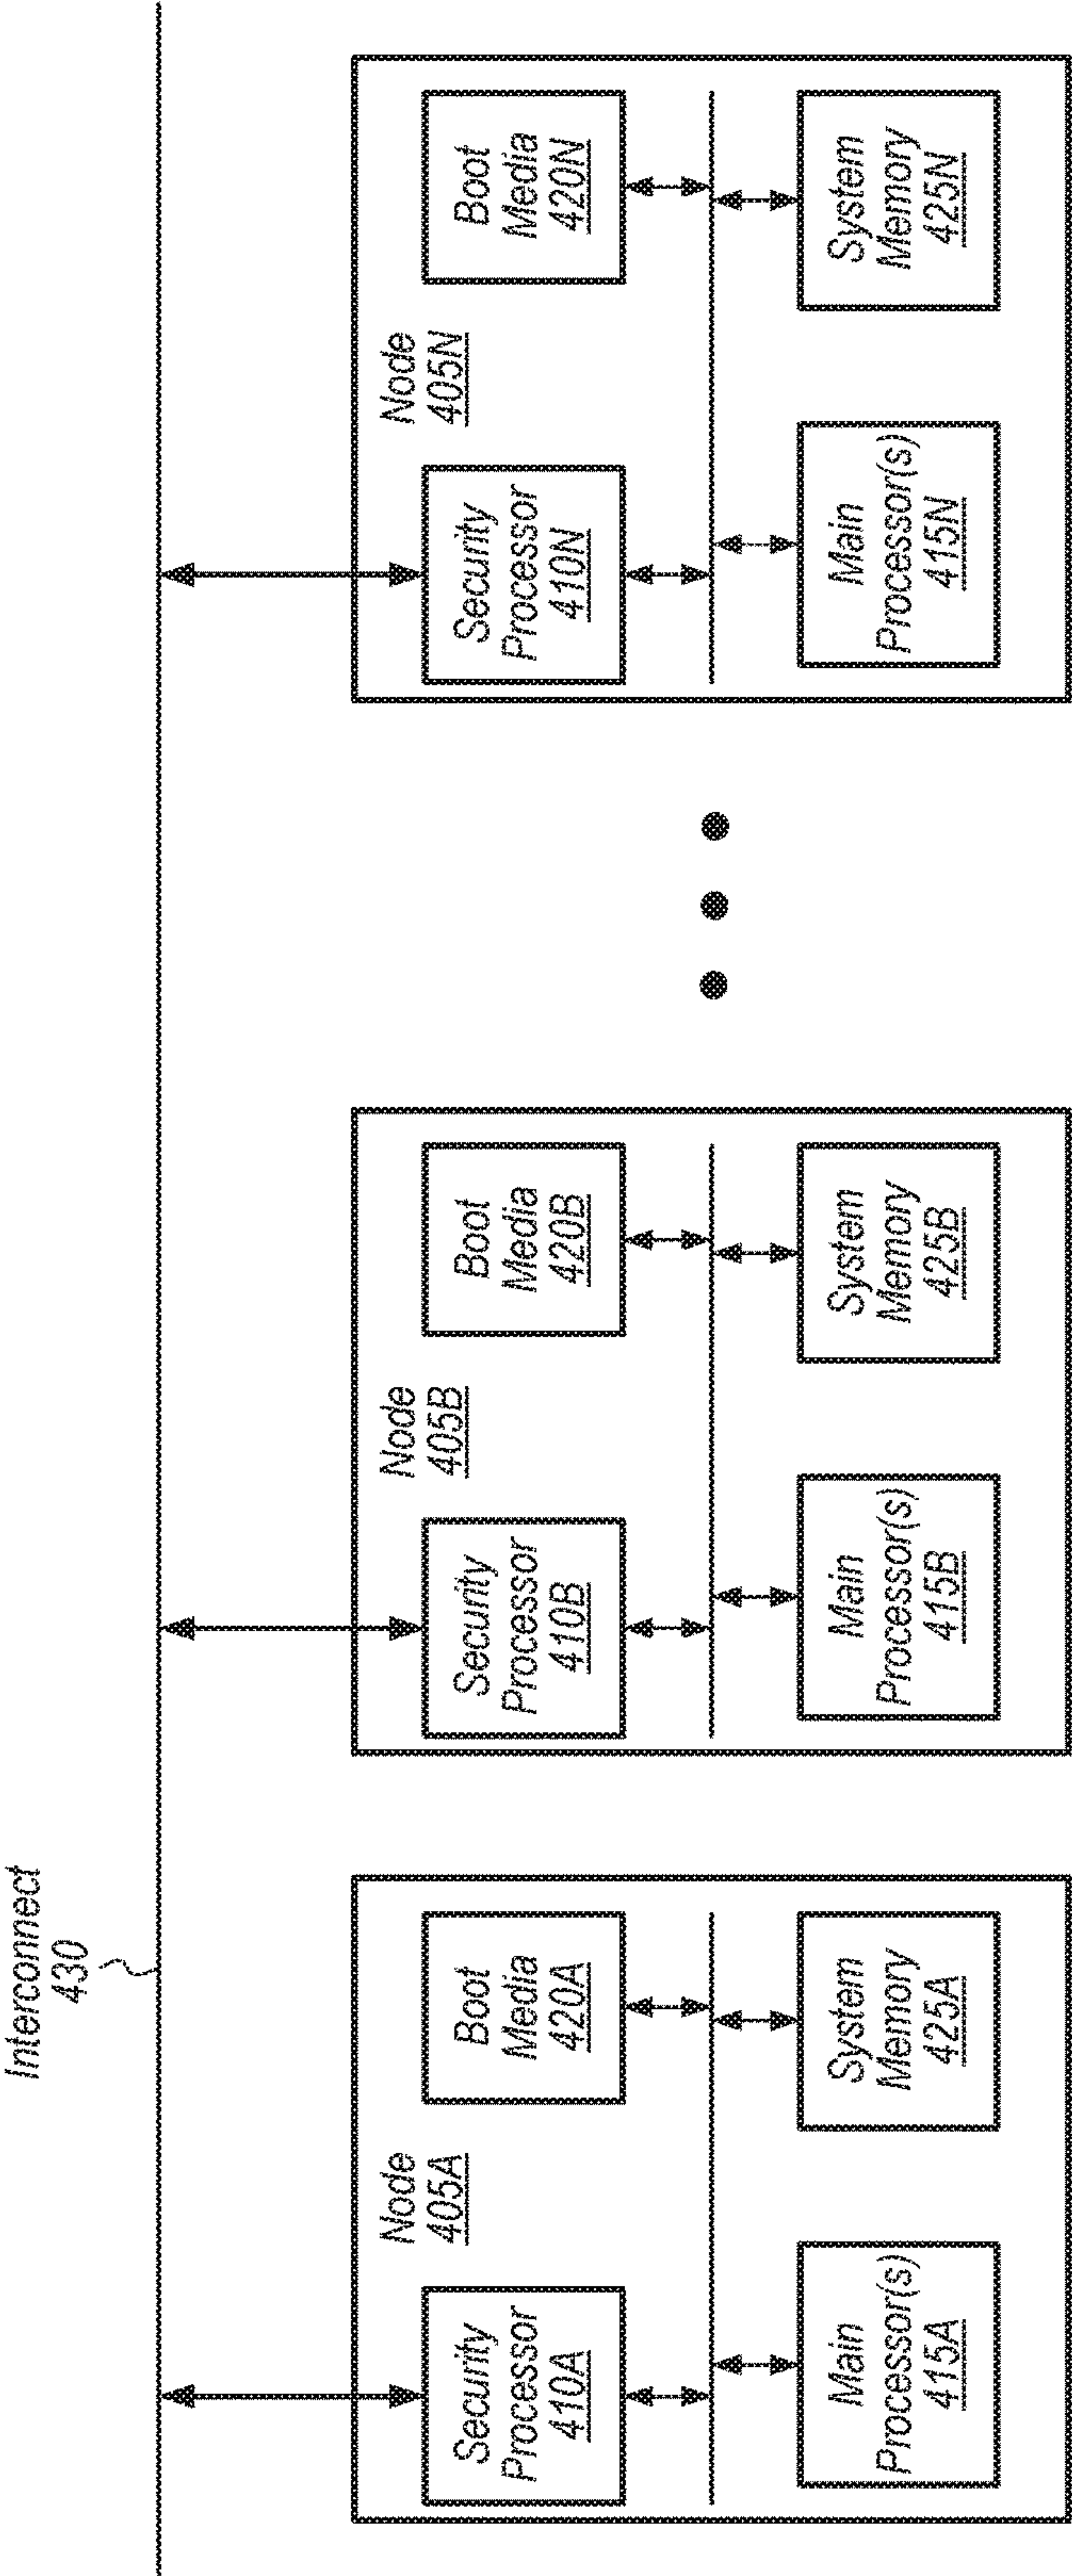 Interconnect
430
Node
405A
Security
Processor
410A
Boot
Media
420A
Main
Processor(s)
415A
System
Memory
425A
Node
405B
Security
Processor
410B
Boot
Media
420B
Main
Processor(s)
415B
System
Memory
425B
Node
405N
Security
Processor
410N
Boot
Media
420N
Main
Processor(s)
415N
System
Memory
425N